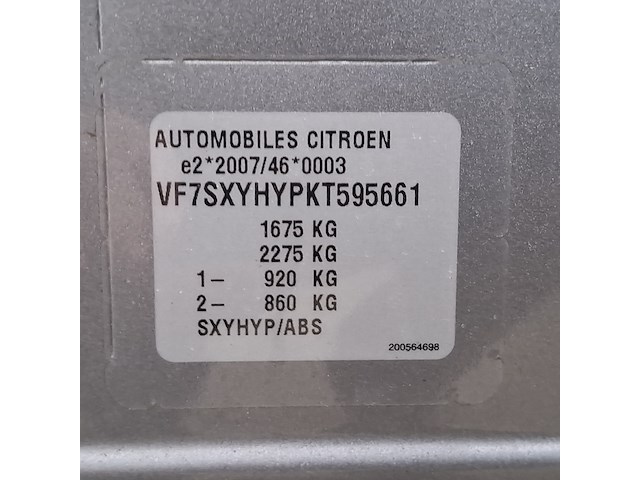 AUTOMOBILES CITROEN
e2*2007/46*0003
VF7SXYHYPKT595661
1675 KG
2275 KG
1- 920 KG
2- 860 KG
SXYHYP/ABS
200564698